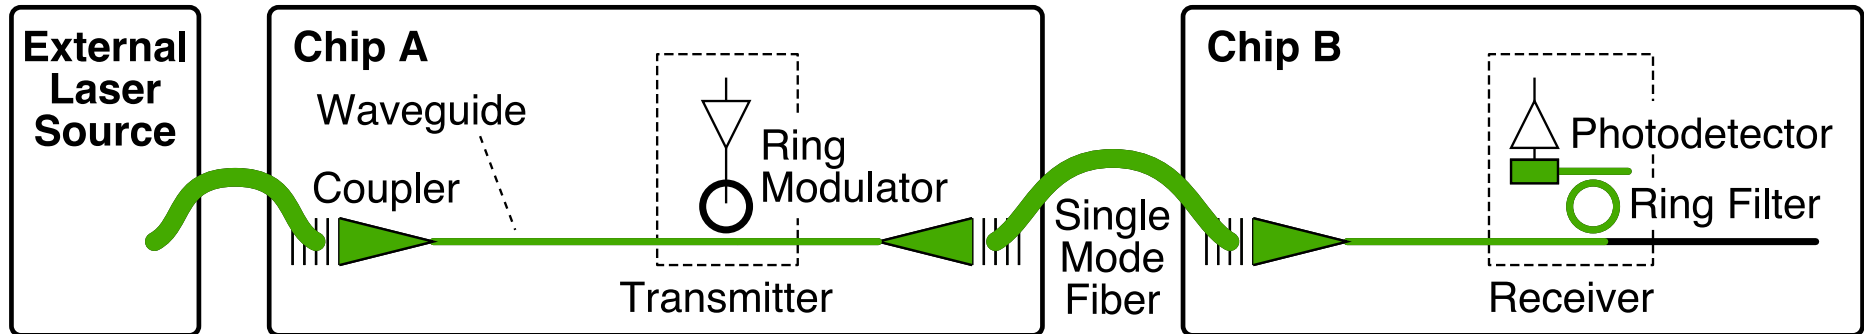 External
Laser
Source
Chip A
Waveguide
Coupler
Ring
Modulator
Transmitter
Single
Mode
Fiber
Chip B
Photodetector
Ring Filter
Receiver